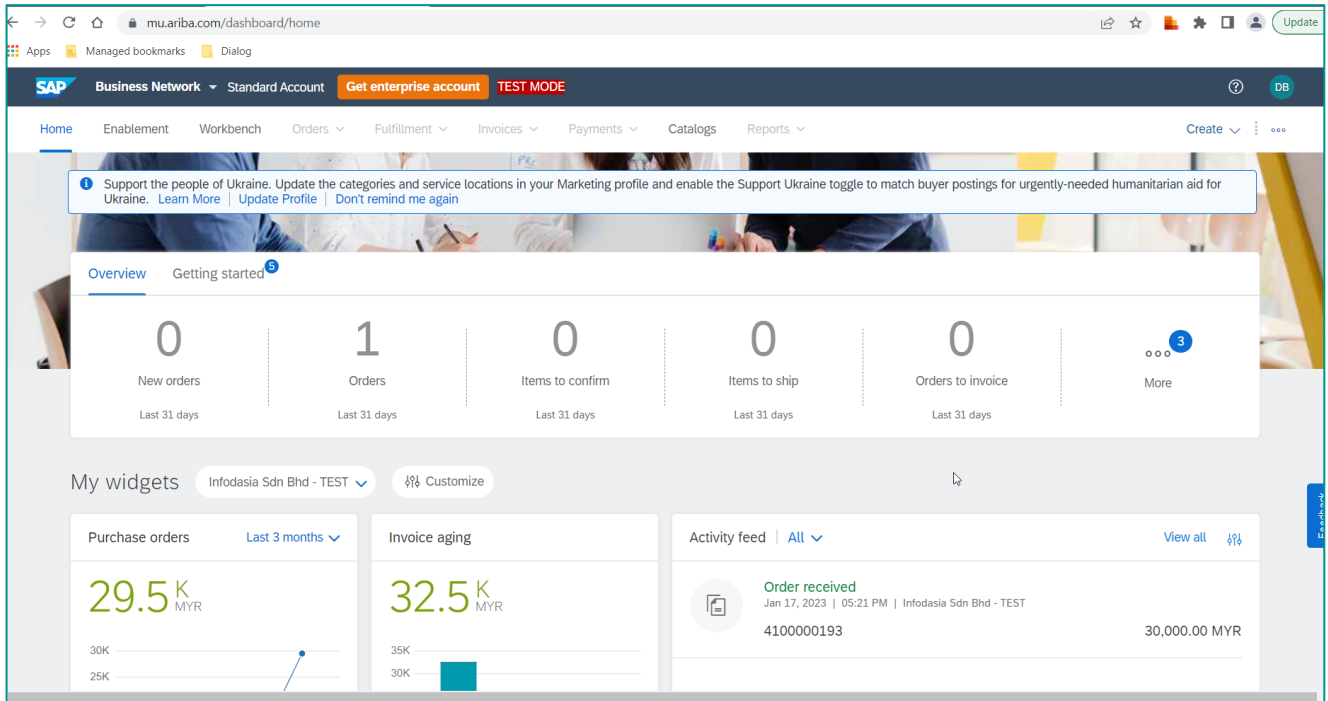 mu.ariba.com/dashboard/home
Update
Apps Managed bookmarks Dialog
SAP Business Network Standard Account Get enterprise account TEST MODE ? DB
Home Enablement Workbench Orders Fulfillment Invoices Payments Catalogs Reports Create
Support the people of Ukraine. Update the categories and service locations in your Marketing profile and enable the Support Ukraine toggle to match buyer postings for urgently-needed humanitarian aid for
Ukraine. Learn More | Update Profile | Don't remind me again
Overview Getting started 5
0 1 0 0 0 3
New orders Orders Items to confirm Items to ship Orders to invoice More
Last 31 days Last 31 days Last 31 days Last 31 days Last 31 days
My widgets Infodasia Sdn Bhd - TEST Customize
Purchase orders Last 3 months
29.5 K MYR
30K
25K
Invoice aging
32.5 K MYR
35K
30K
Activity feed | All View all
Order received
Jan 17, 2023 | 05:21 PM | Infodasia Sdn Bhd - TEST
4100000193 30,000.00 MYR
Feedback